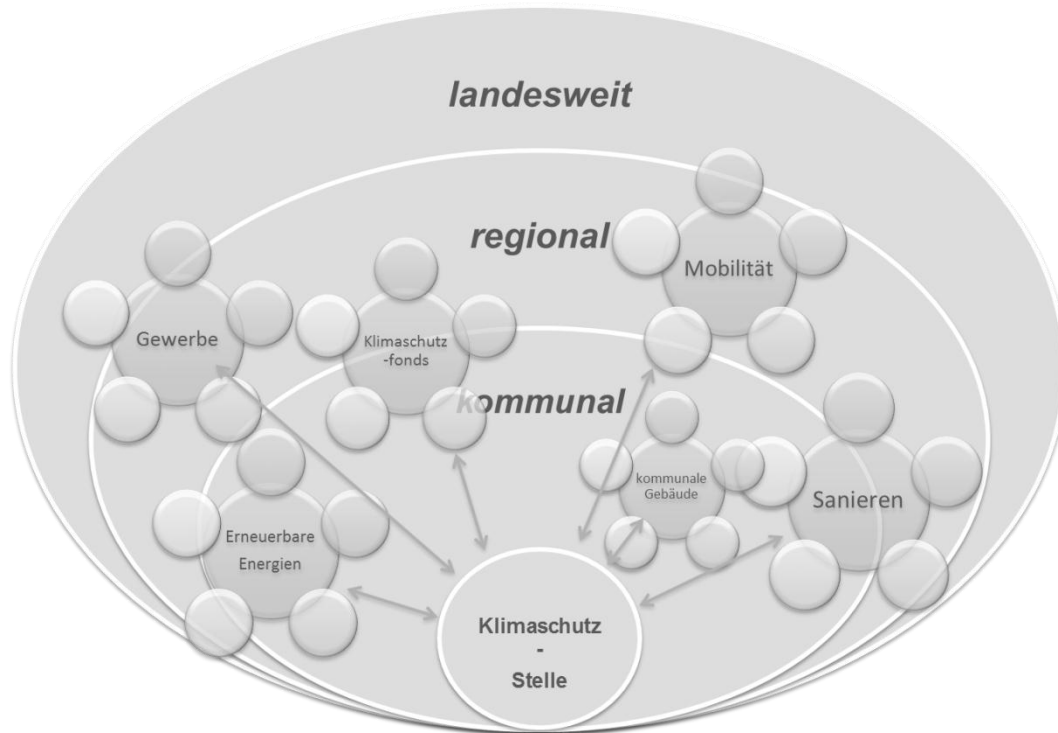 landesweit
regional
Mobilität
Gewerbe
Klimaschutz
-fonds
kommunal
kommunale
Gebäude
Sanieren
Erneuerbare
Energien
Klimaschutz
-
Stelle